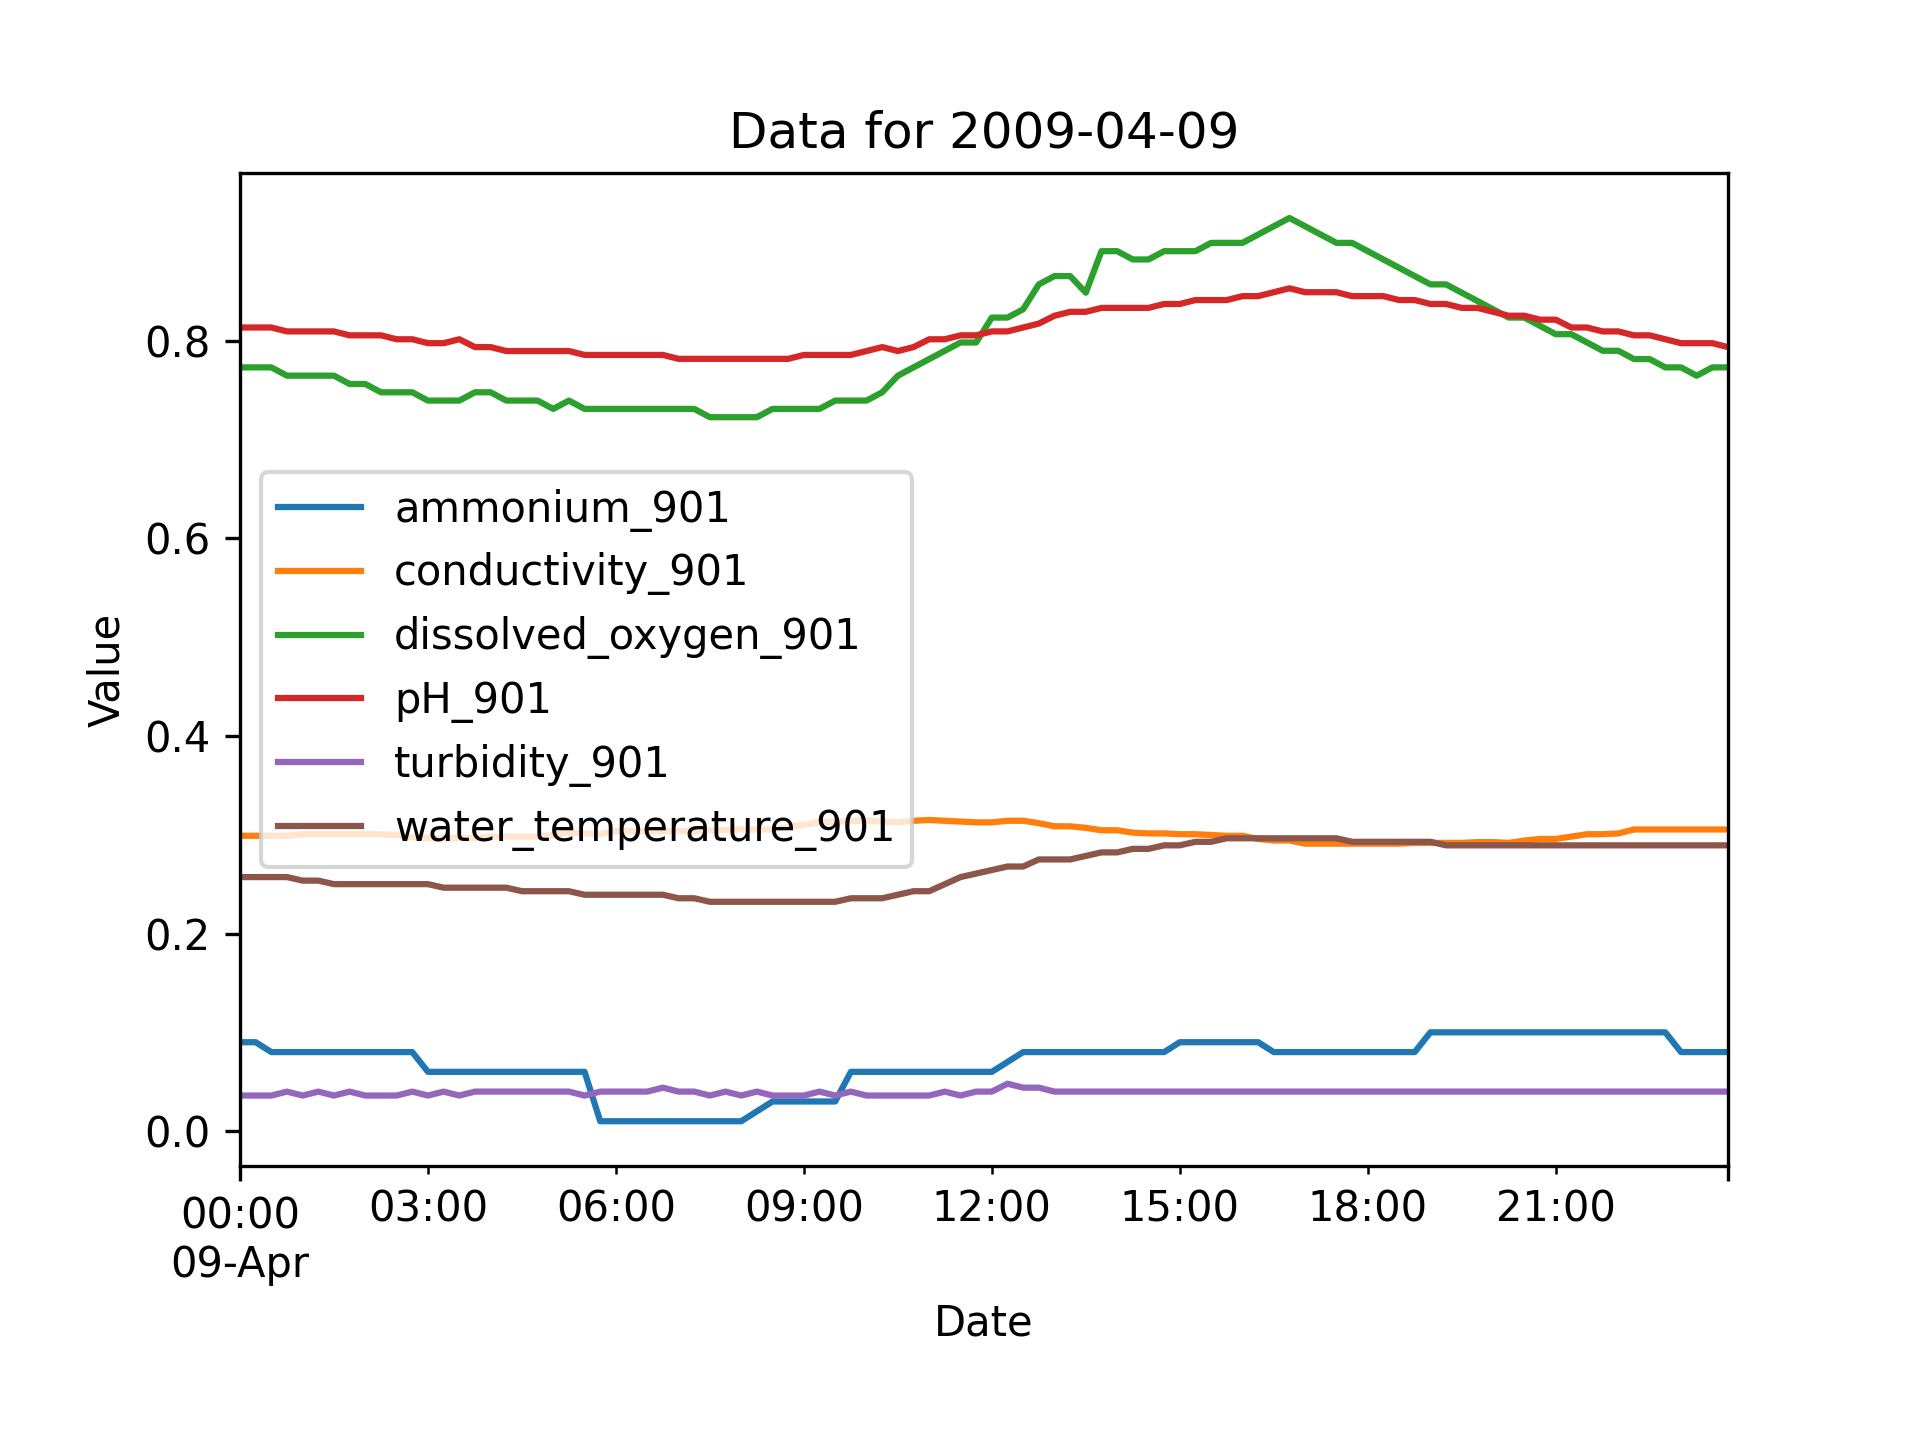 Data for 2009-04-09
Value
0.8
0.6
0.4
0.2
0.0
ammonium_901
conductivity_901
dissolved_oxygen_901
pH_901
turbidity_901
water_temperature_901
00:00 03:00 06:00 09:00 12:00 15:00 18:00 21:00
09-Apr
Date